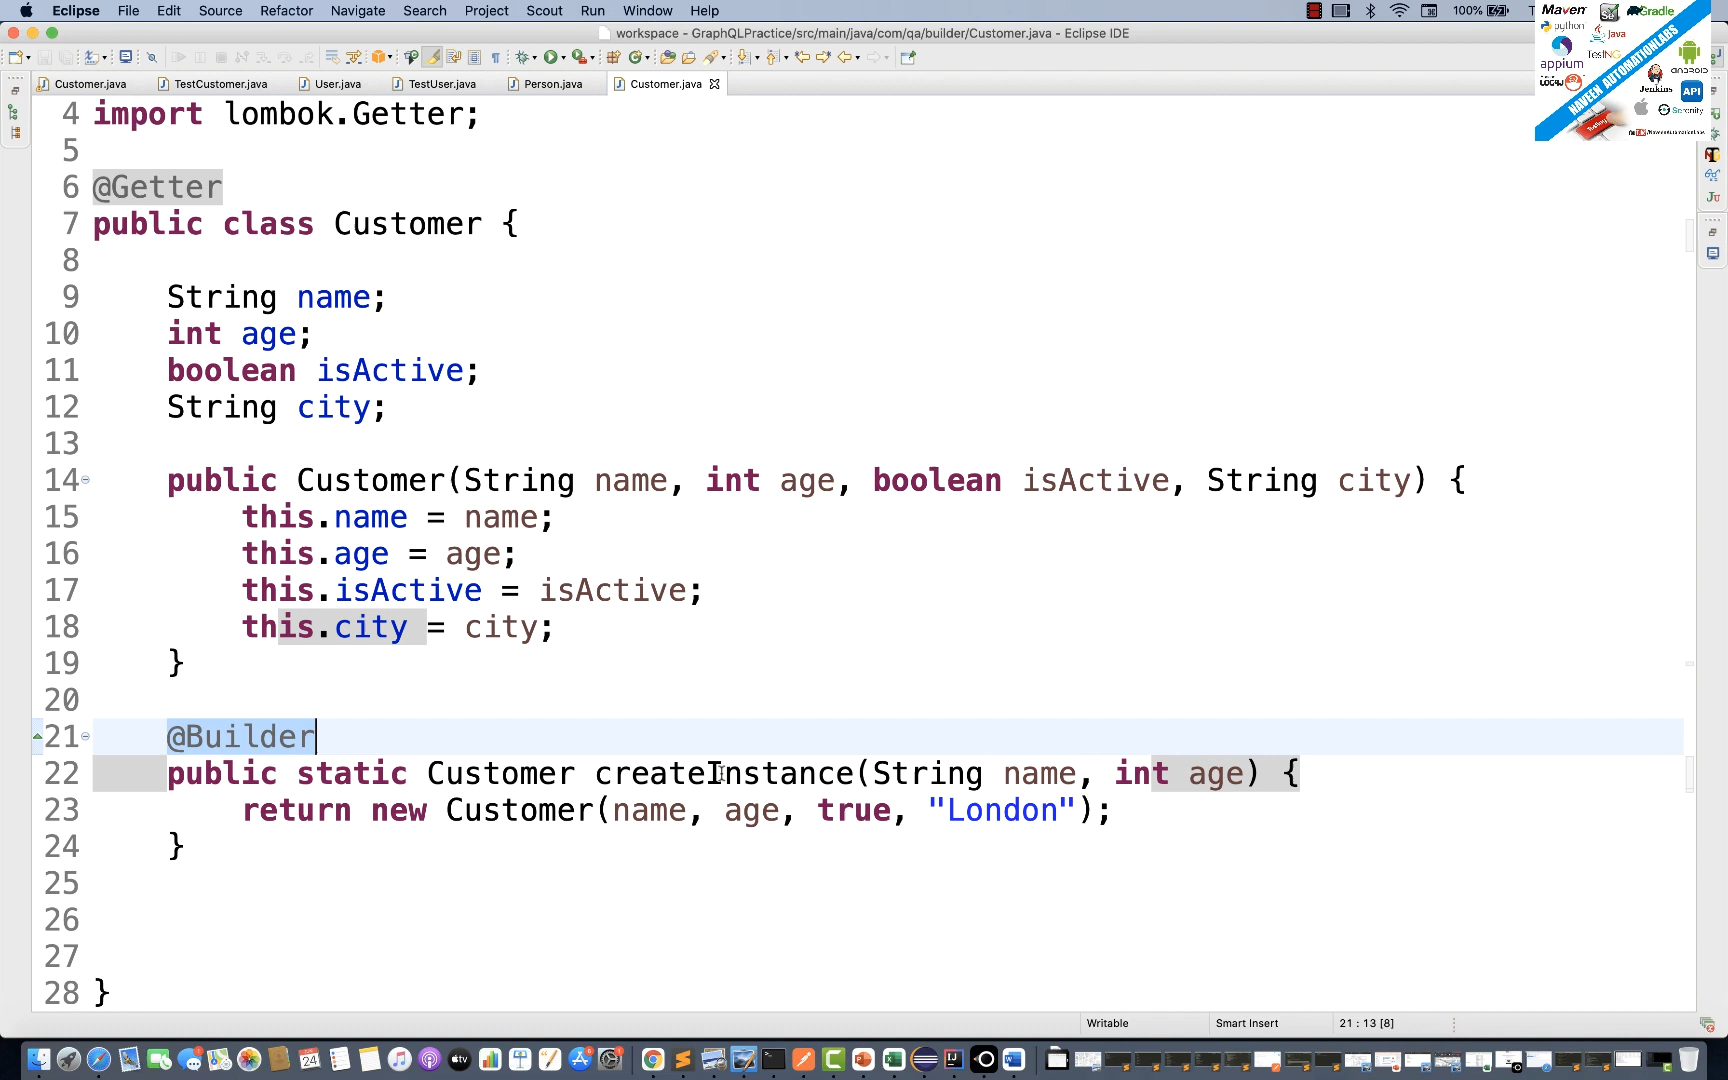 Eclipse File Edit Source Refactor Navigate Search Project Scout Run Window Help 100%
workspace - GraphQLPractice/src/main/java/com/qa/builder/Customer.java - Eclipse IDE
Customer.java TestCustomer.java User.java TestUser.java Person.java Customer.java
4 import lombok.Getter;
5
6 @Getter
7 public class Customer {
8
9 String name;
10 int age;
11 boolean isActive;
12 String city;
13
14 public Customer(String name, int age, boolean isActive, String city) {
15 this.name = name;
16 this.age = age;
17 this.isActive = isActive;
18 this.city = city;
19 }
20
21 @Builder
22 public static Customer createInstance(String name, int age) {
23 return new Customer(name, age, true, "London");
24 }
25
26
27
28 }
Writable Smart Insert 21 : 13 [8]
Maven Gradle
python Java
appium TestNG ANDROID
NAVEEN AUTOMATIONLABS
Jenkins API
Serenity